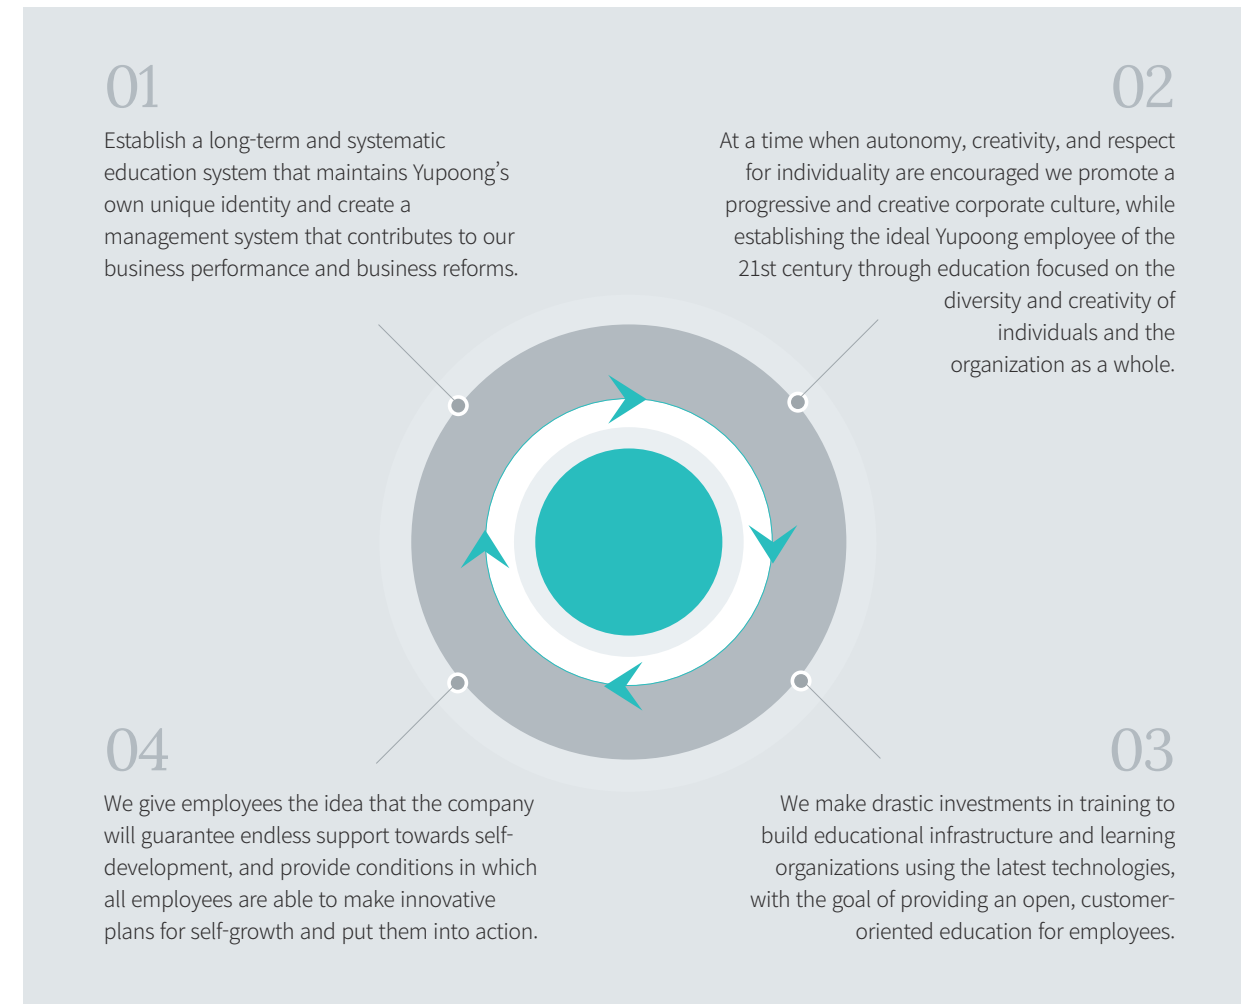 01
Establish a long-term and systematic
education system that maintains Yupoong’s
own unique identity and create a
management system that contributes to our
business performance and business reforms.
02
At a time when autonomy, creativity, and respect
for individuality are encouraged we promote a
progressive and creative corporate culture, while
establishing the ideal Yupoong employee of the
21st century through education focused on the
diversity and creativity of
individuals and the
organization as a whole.
04
We give employees the idea that the company
will guarantee endless support towards self-
development, and provide conditions in which
all employees are able to make innovative
plans for self-growth and put them into action.
03
We make drastic investments in training to
build educational infrastructure and learning
organizations using the latest technologies,
with the goal of providing an open, customer-
oriented education for employees.